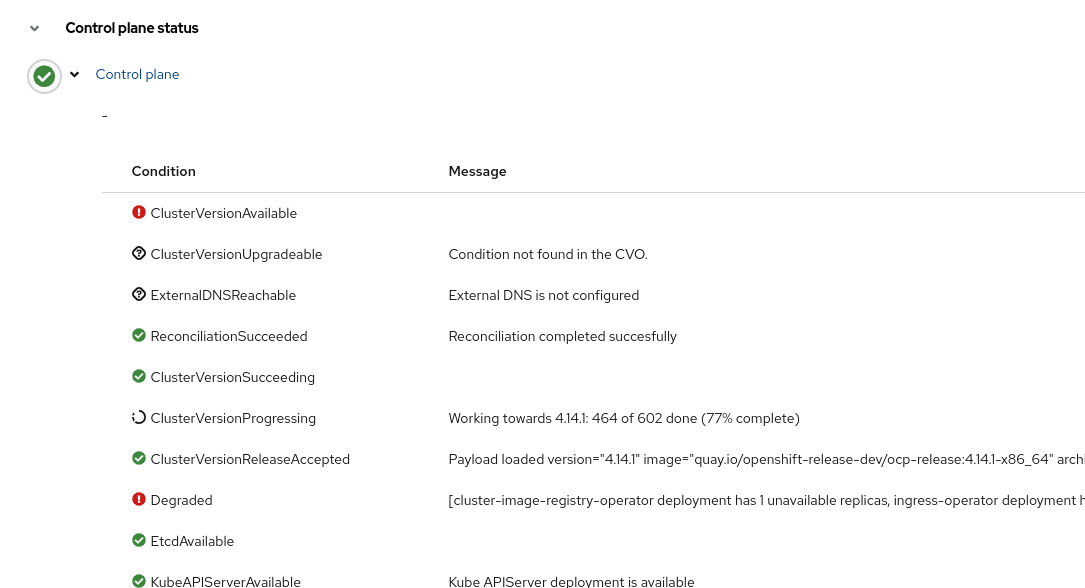 Control plane status
Control plane
-
Condition Message
ClusterVersionAvailable
ClusterVersionUpgradeable Condition not found in the CVO.
ExternalDNSReachable External DNS is not configured
ReconciliationSucceeded Reconciliation completed succesfully
ClusterVersionSucceeding
ClusterVersionProgressing Working towards 4.14.1: 464 of 602 done (77% complete)
ClusterVersionReleaseAccepted Payload loaded version="4.14.1" image="quay.io/openshift-release-dev/ocp-release:4.14.1-x86_64" archi
Degraded [cluster-image-registry-operator deployment has 1 unavailable replicas, ingress-operator deployment h
EtcdAvailable
KubeAPIServerAvailable Kube APIServer deployment is available